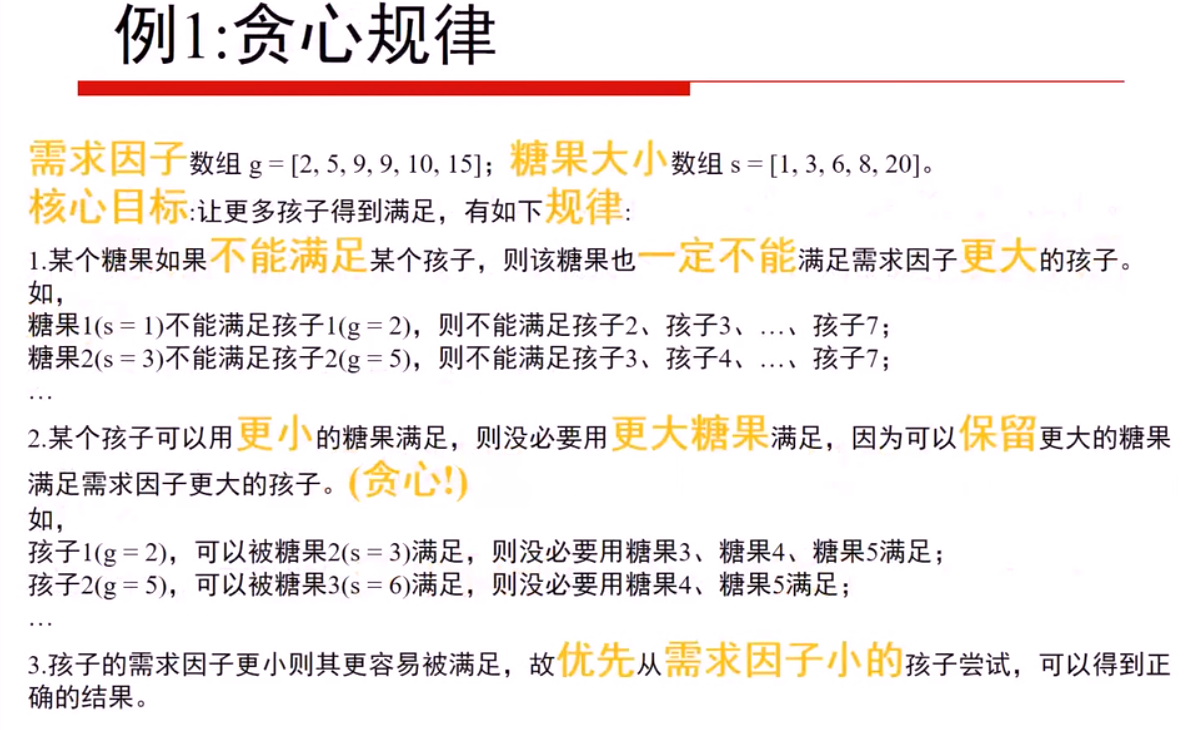 例1:贪心规律
需求因子数组 g = [2, 5, 9, 9, 10, 15]；糖果大小数组 s = [1, 3, 6, 8, 20]。
核心目标:让更多孩子得到满足，有如下规律:
1.某个糖果如果不能满足某个孩子，则该糖果也一定不能满足需求因子更大的孩子。
如，
糖果1(s = 1)不能满足孩子1(g = 2)，则不能满足孩子2、孩子3、…、孩子7；
糖果2(s = 3)不能满足孩子2(g = 5)，则不能满足孩子3、孩子4、…、孩子7；
…
2.某个孩子可以用更小的糖果满足，则没必要用更大糖果满足，因为可以保留更大的糖果
满足需求因子更大的孩子。(贪心!)
如，
孩子1(g = 2)，可以被糖果2(s = 3)满足，则没必要用糖果3、糖果4、糖果5满足；
孩子2(g = 5)，可以被糖果3(s = 6)满足，则没必要用糖果4、糖果5满足；
…
3.孩子的需求因子更小则其更容易被满足，故优先从需求因子小的孩子尝试，可以得到正
确的结果。